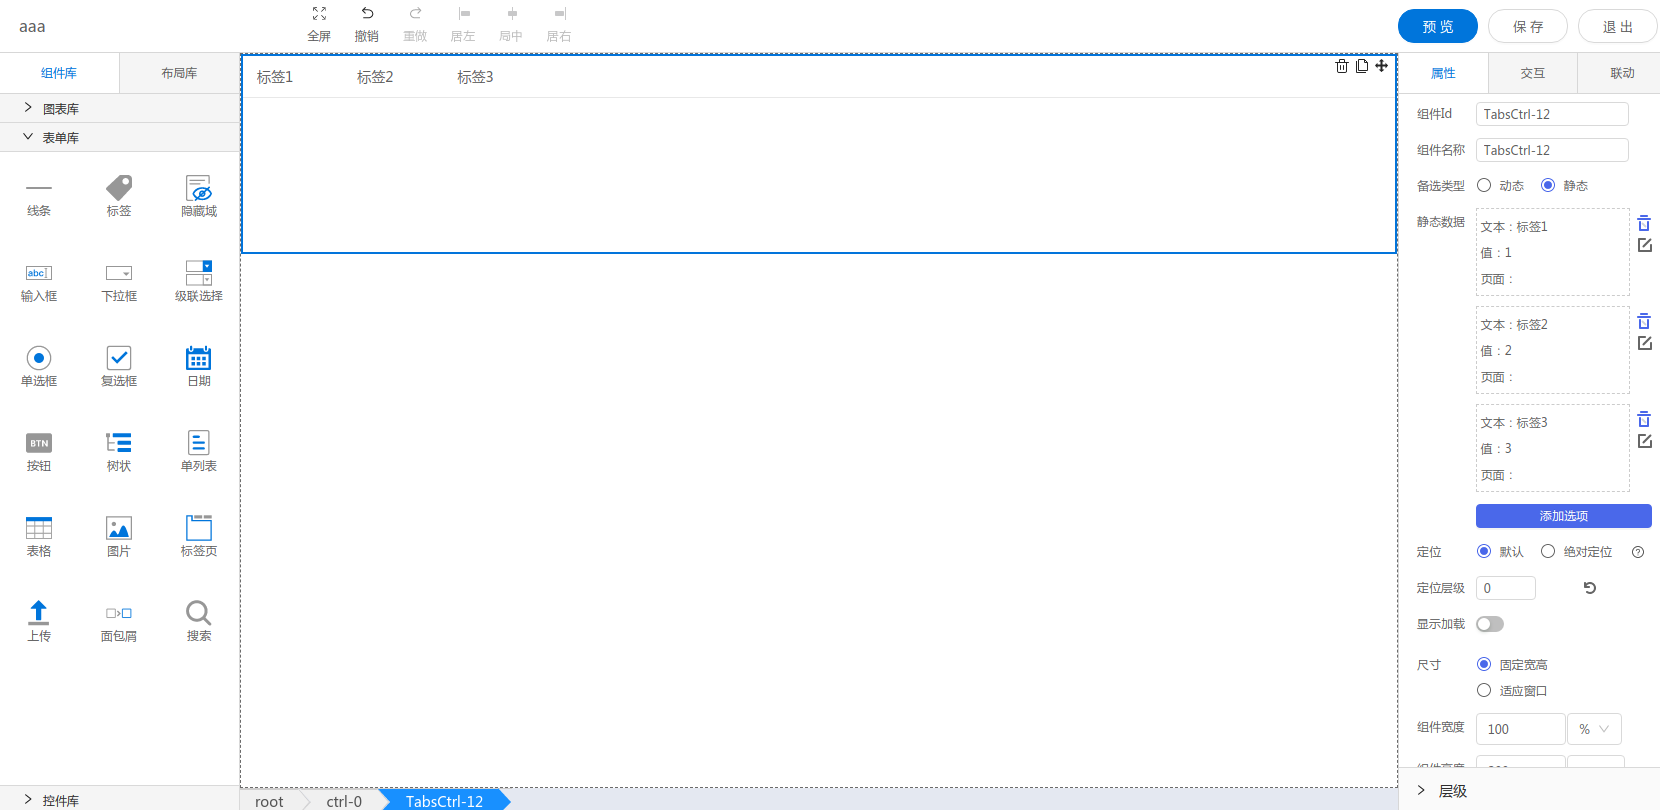 aaa
全屏 撤销 重做 居左 局中 居右
预 览 保 存 退 出
组件库 布局库
图表库
表单库
线条 标签 隐藏域
abc
输入框 下拉框 级联选择
单选框 复选框 日期
BTN
按钮 树状 单列表
表格 图片 标签页
上传 面包屑 搜索
控件库
标签1 标签2 标签3
root ctrl-0 TabsCtrl-12
属性 交互 联动
组件Id TabsCtrl-12
组件名称 TabsCtrl-12
备选类型 动态 静态
静态数据
文本：标签1
值：1
页面：
文本：标签2
值：2
页面：
文本：标签3
值：3
页面：
添加选项
定位 默认 绝对定位
定位层级 0
显示加载
尺寸 固定宽高
适应窗口
组件宽度 100 %
层级